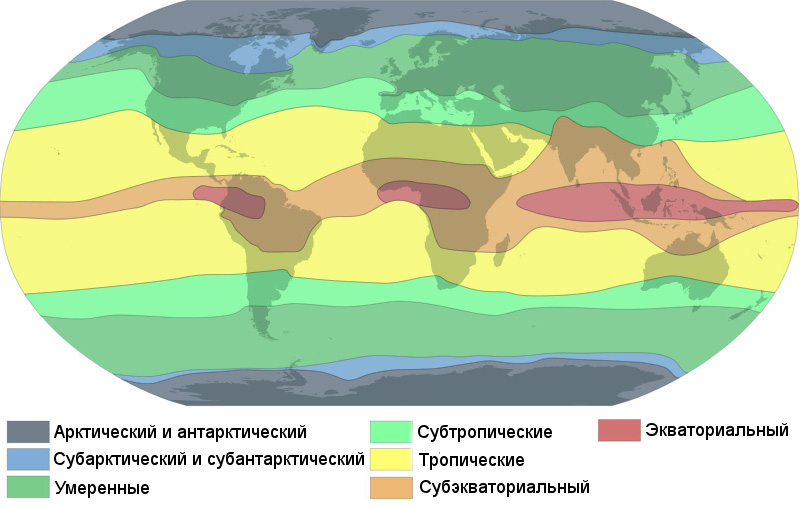 Арктический и антарктический
Субарктический и субантарктический
Умеренные
Субтропические
Тропические
Субэкваториальный
Экваториальный